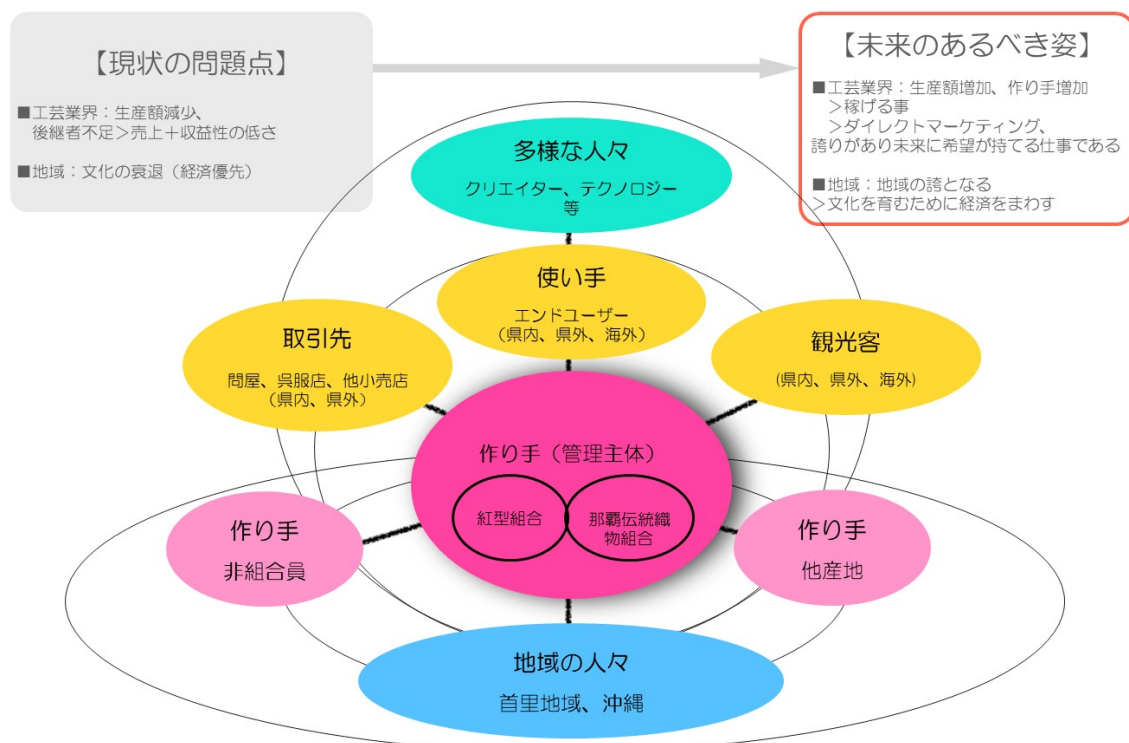 【現状の問題点】
■工芸業界：生産額減少、
後継者不足＞売上＋収益性の低さ
■地域：文化の衰退（経済優先）
【未来のあるべき姿】
■工芸業界：生産額増加、作り手増加
＞稼げる事
＞ダイレクトマーケティング、
誇りがあり未来に希望が持てる仕事である
■地域：地域の誇となる
＞文化を育むために経済をまわす
多様な人々
クリエイター、テクノロジー
等
使い手
エンドユーザー
（県内、県外、海外）
取引先
問屋、呉服店、他小売店
（県内、県外）
観光客
(県内、県外、海外)
作り手（管理主体）
紅型組合
那覇伝統織
物組合
作り手
非組合員
作り手
他産地
地域の人々
首里地域、沖縄